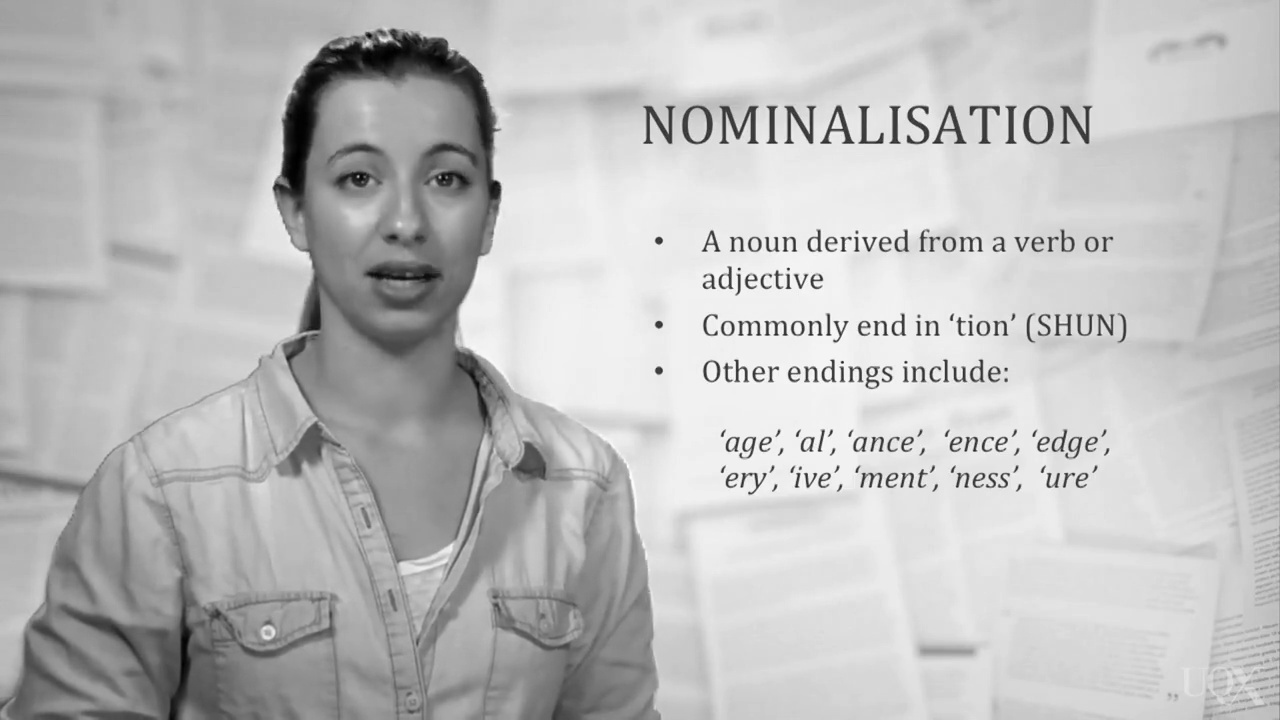 NOMINALISATION
• A noun derived from a verb or
adjective
• Commonly end in ‘tion’ (SHUN)
• Other endings include:
‘age’, ‘al’, ‘ance’, ‘ence’, ‘edge’,
‘ery’, ‘ive’, ‘ment’, ‘ness’, ‘ure’
UQX